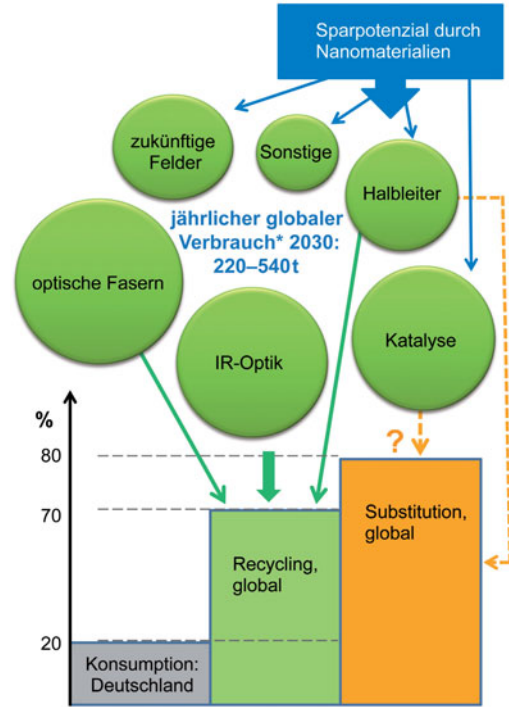 Sparpotenzial durch
Nanomaterialien
zukünftige
Felder
Sonstige
Halbleiter
jährlicher globaler
Verbrauch* 2030:
220–540t
optische Fasern
IR-Optik
Katalyse
%
?
80
70
20
Substitution,
global
Recycling,
global
Konsumption:
Deutschland